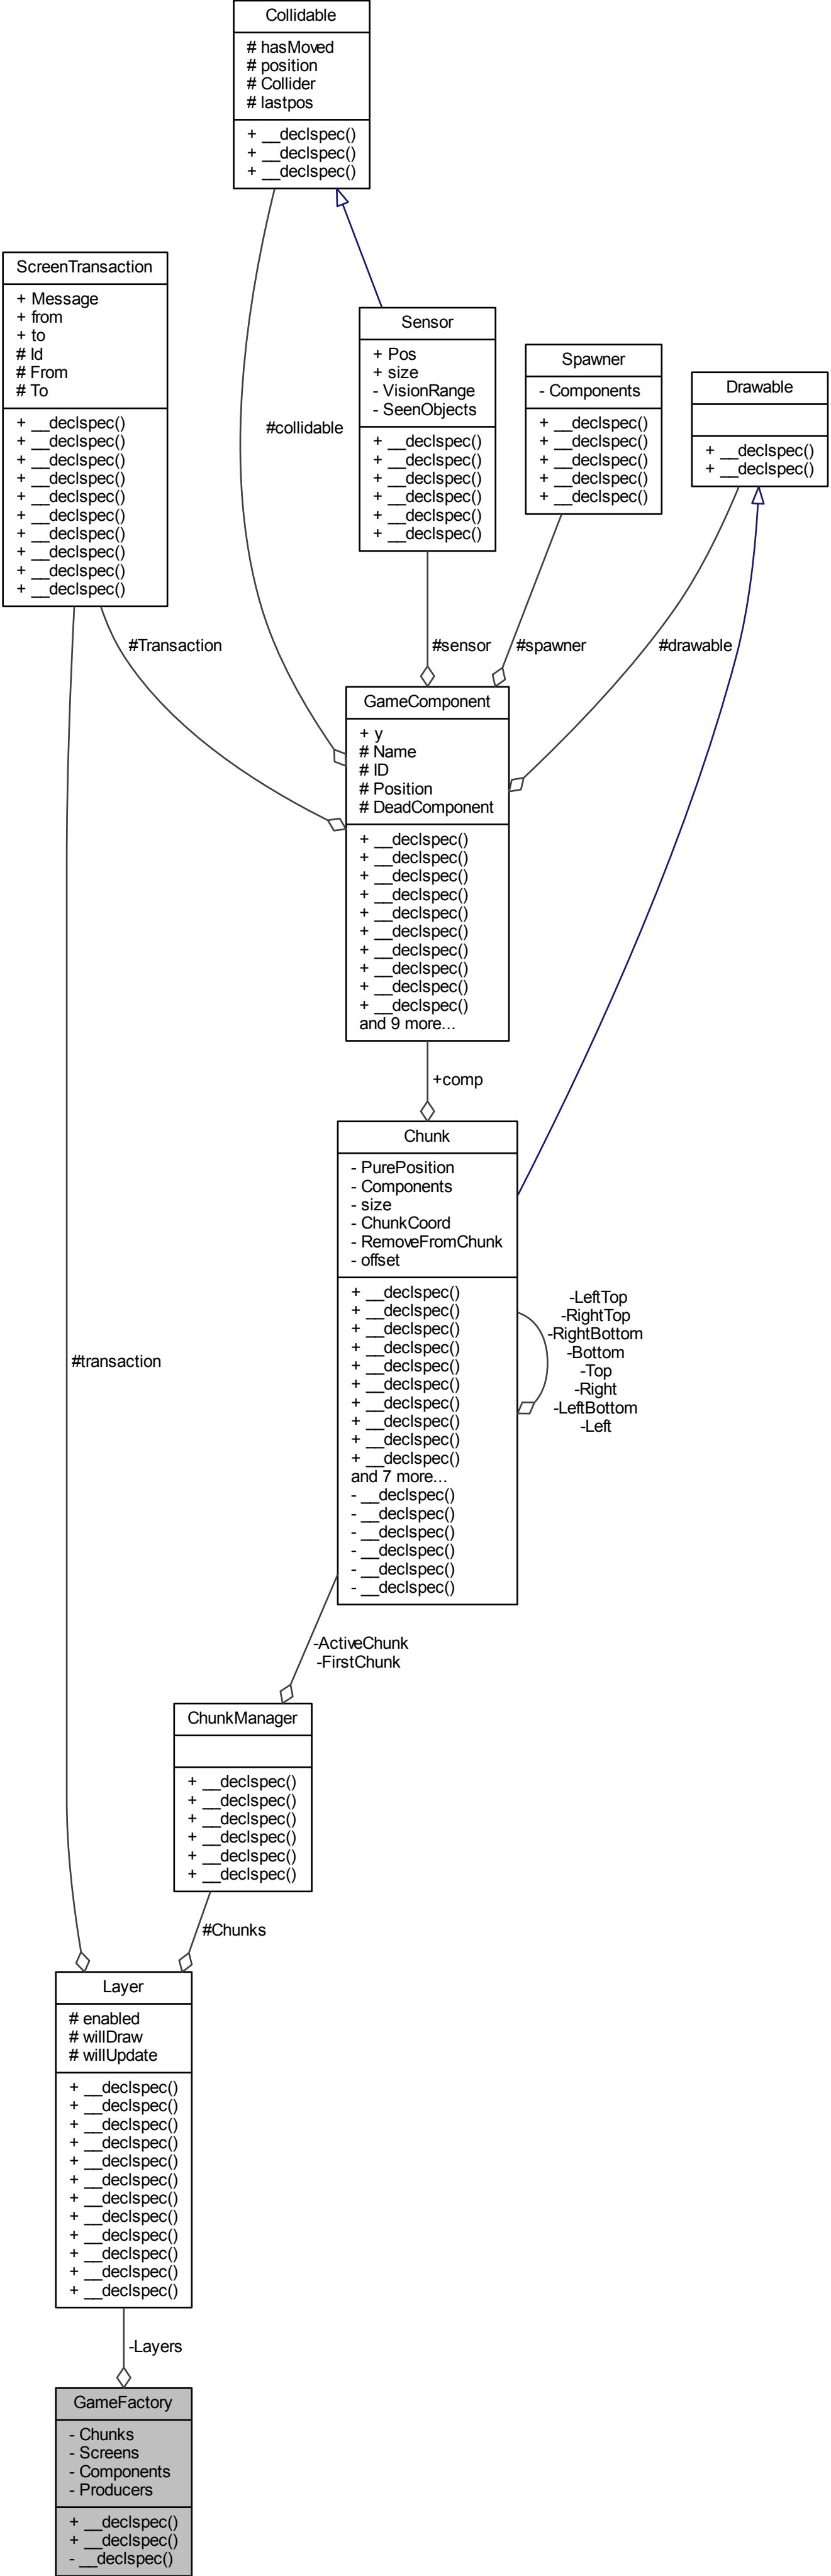 Collidable
# hasMoved
# position
# Collider
# lastpos
+ __declspec()
+ __declspec()
+ __declspec()
ScreenTransaction
+ Message
+ from
+ to
# Id
# From
# To
+ __declspec()
+ __declspec()
+ __declspec()
+ __declspec()
+ __declspec()
+ __declspec()
+ __declspec()
+ __declspec()
+ __declspec()
+ __declspec()
Sensor
+ Pos
+ size
- VisionRange
- SeenObjects
+ __declspec()
+ __declspec()
+ __declspec()
+ __declspec()
+ __declspec()
+ __declspec()
Spawner
- Components
+ __declspec()
+ __declspec()
+ __declspec()
+ __declspec()
+ __declspec()
Drawable
+ __declspec()
+ __declspec()
#collidable
#Transaction
#sensor
#spawner
#drawable
GameComponent
+ y
# Name
# ID
# Position
# DeadComponent
+ __declspec()
+ __declspec()
+ __declspec()
+ __declspec()
+ __declspec()
+ __declspec()
+ __declspec()
+ __declspec()
+ __declspec()
+ __declspec()
and 9 more...
+comp
Chunk
- PurePosition
- Components
- size
- ChunkCoord
- RemoveFromChunk
- offset
+ __declspec()
+ __declspec()
+ __declspec()
+ __declspec()
+ __declspec()
+ __declspec()
+ __declspec()
+ __declspec()
+ __declspec()
+ __declspec()
and 7 more...
- __declspec()
- __declspec()
- __declspec()
- __declspec()
- __declspec()
- __declspec()
-LeftTop
-RightTop
-RightBottom
-Bottom
-Top
-Right
-LeftBottom
-Left
#transaction
-ActiveChunk
-FirstChunk
ChunkManager
+ __declspec()
+ __declspec()
+ __declspec()
+ __declspec()
+ __declspec()
+ __declspec()
#Chunks
Layer
# enabled
# willDraw
# willUpdate
+ __declspec()
+ __declspec()
+ __declspec()
+ __declspec()
+ __declspec()
+ __declspec()
+ __declspec()
+ __declspec()
+ __declspec()
+ __declspec()
+ __declspec()
+ __declspec()
-Layers
GameFactory
- Chunks
- Screens
- Components
- Producers
+ __declspec()
+ __declspec()
- __declspec()